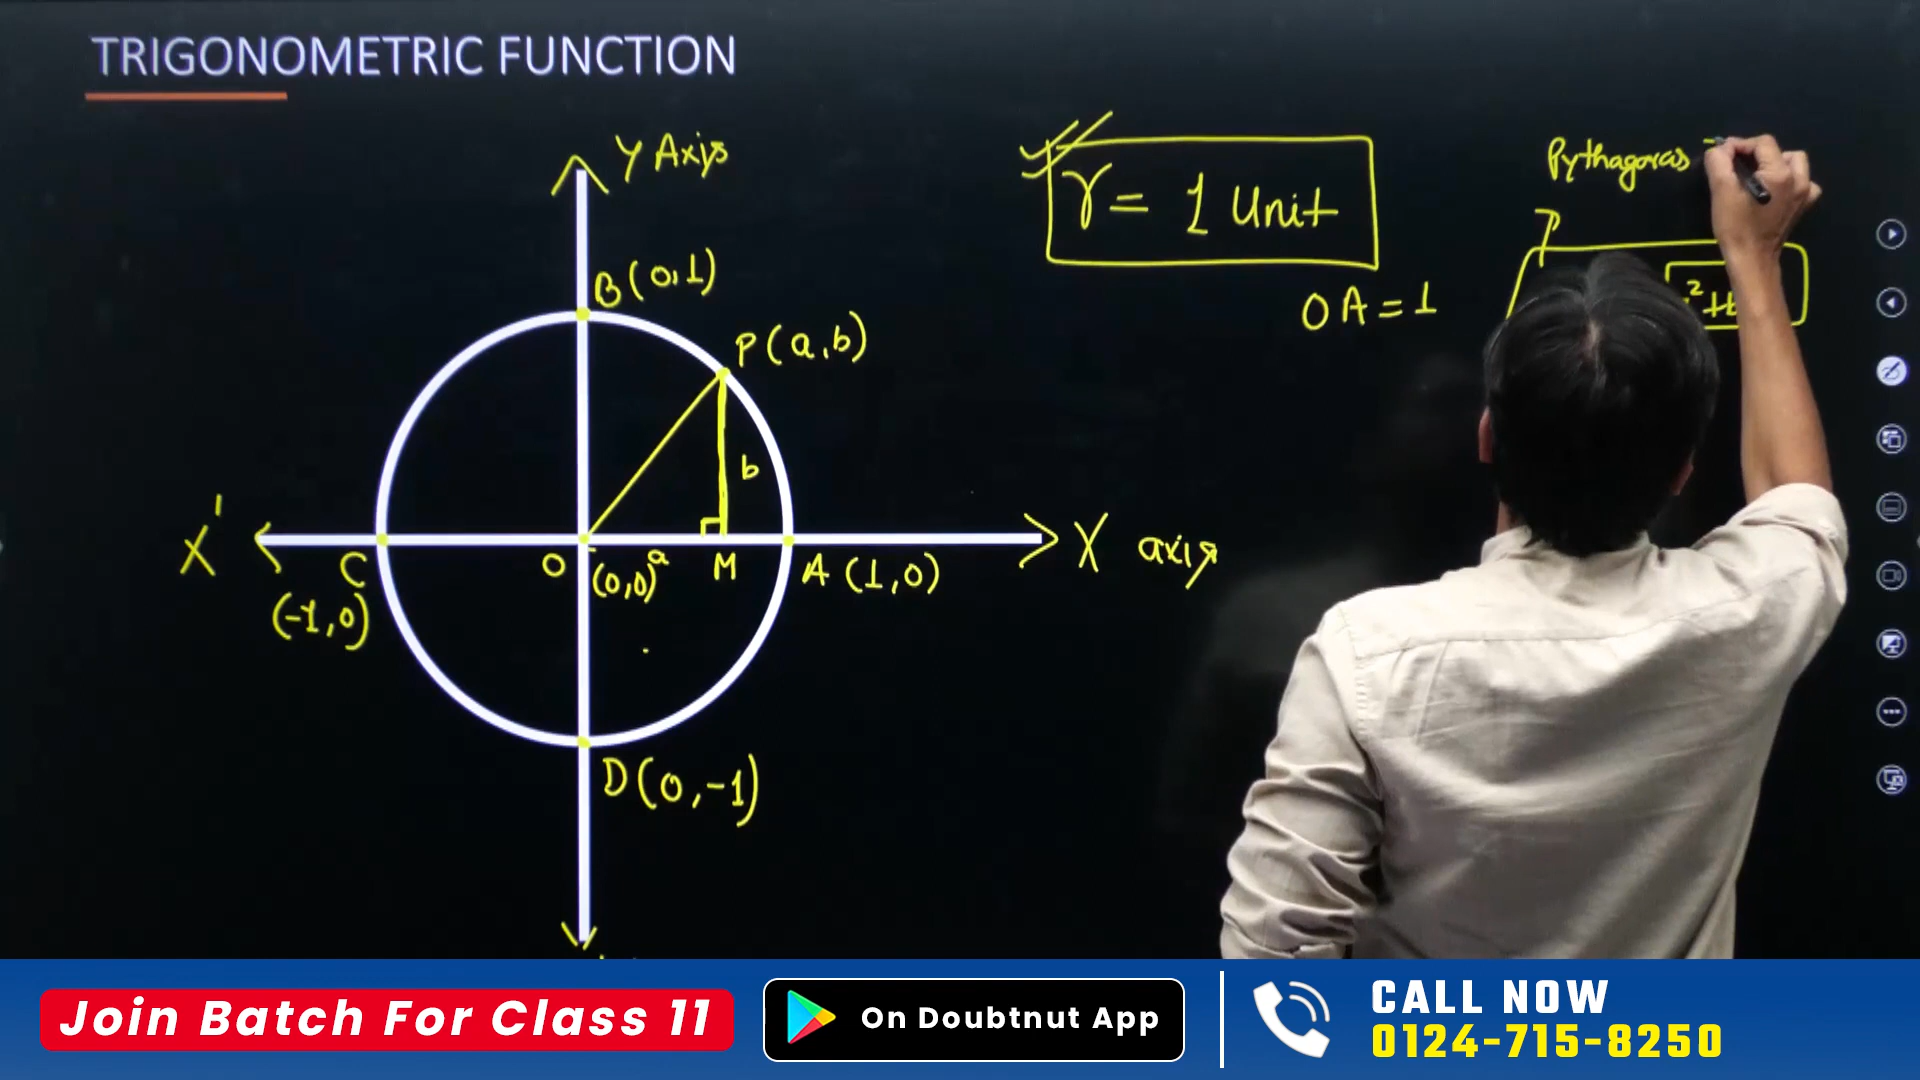 TRIGONOMETRIC FUNCTION
Y Axis
B(0,1)
P(a,b)
b
X'
C
(-1,0)
O
(0,0)
a
M
A (1,0)
X axis
D(0,-1)
r = 1 Unit
OA = 1
Pythagoras
Join Batch For Class 11
On Doubtnut App
CALL NOW
0124-715-8250